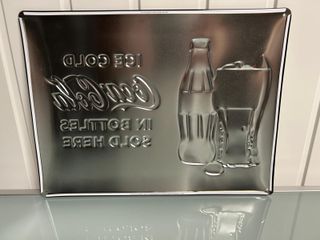 ICE COLD
Coca-Cola
IN BOTTLES
SOLD HERE